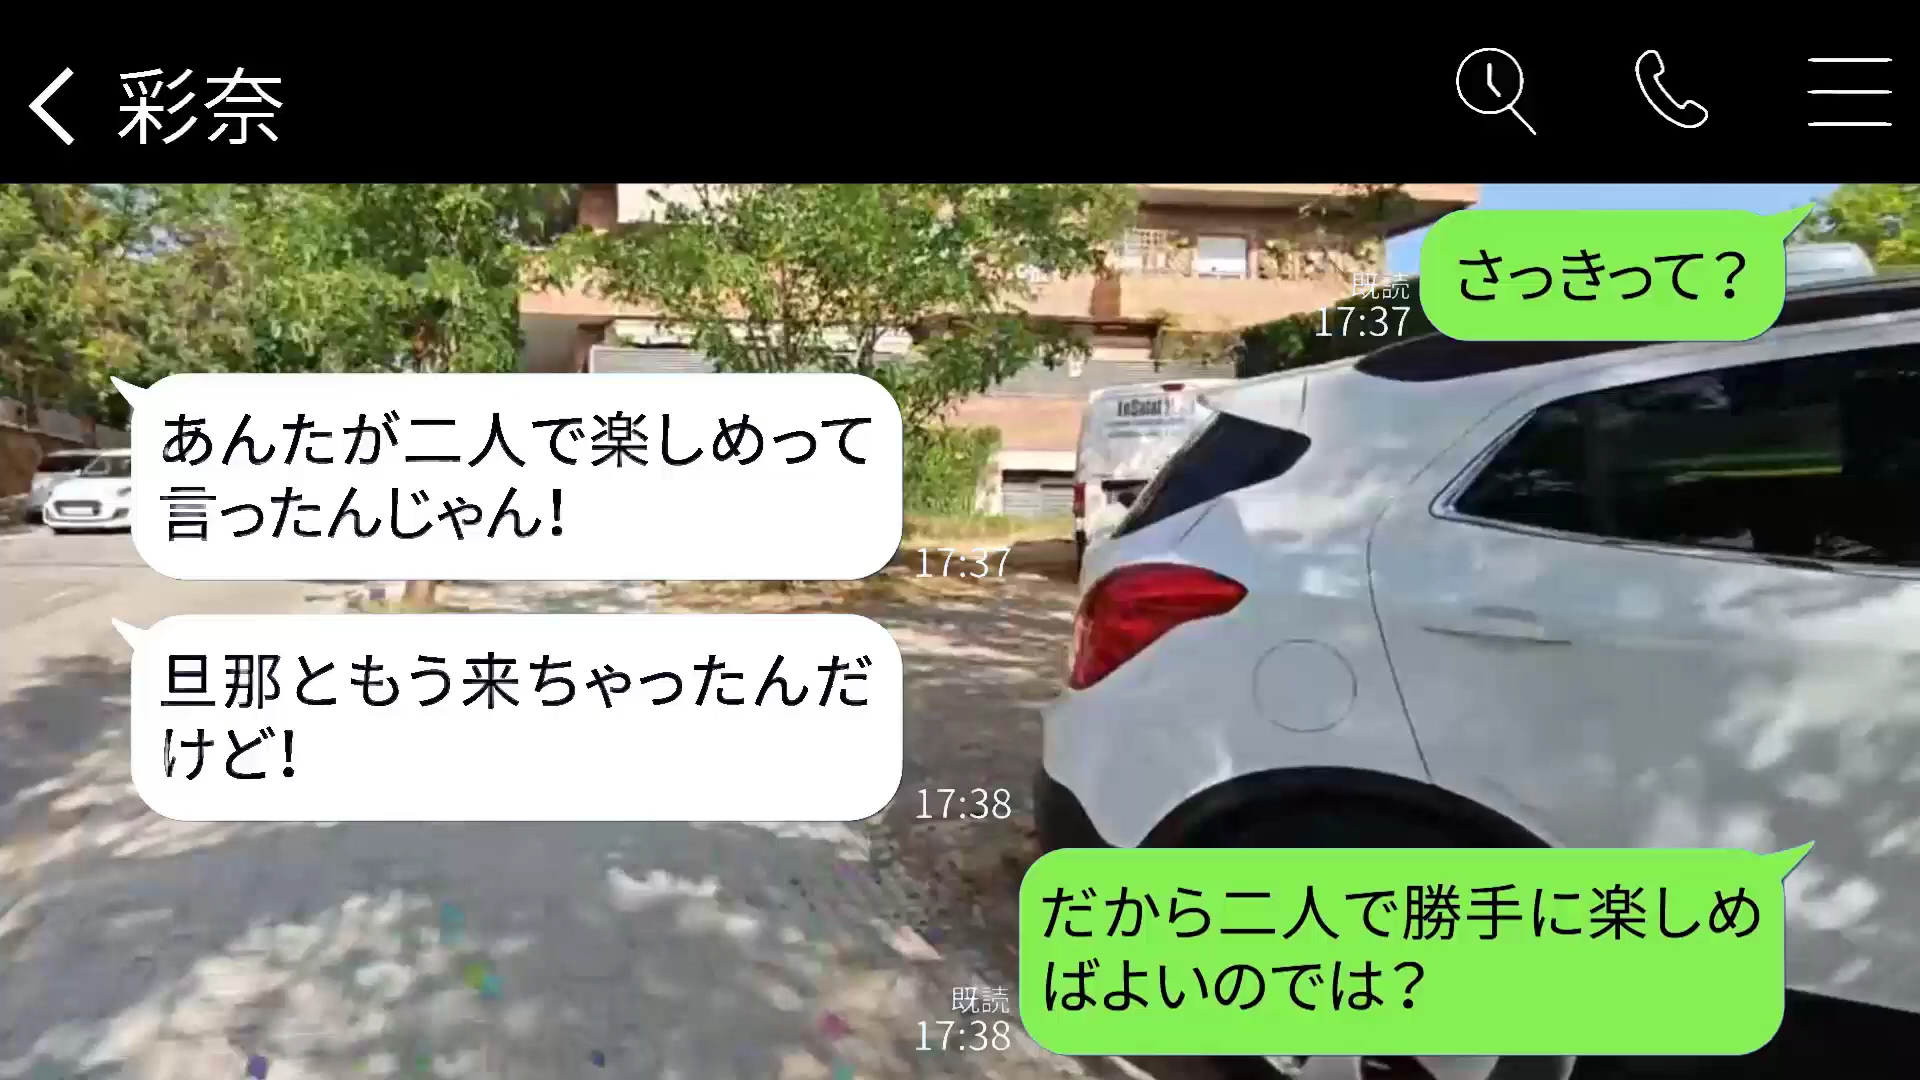 彩奈
さっきって？
既読
17:37
あんたが二人で楽しめって
言ったんじゃん！
17:37
旦那ともう来ちゃったんだ
けど！
17:38
だから二人で勝手に楽しめ
ばよいのでは？
既読
17:38